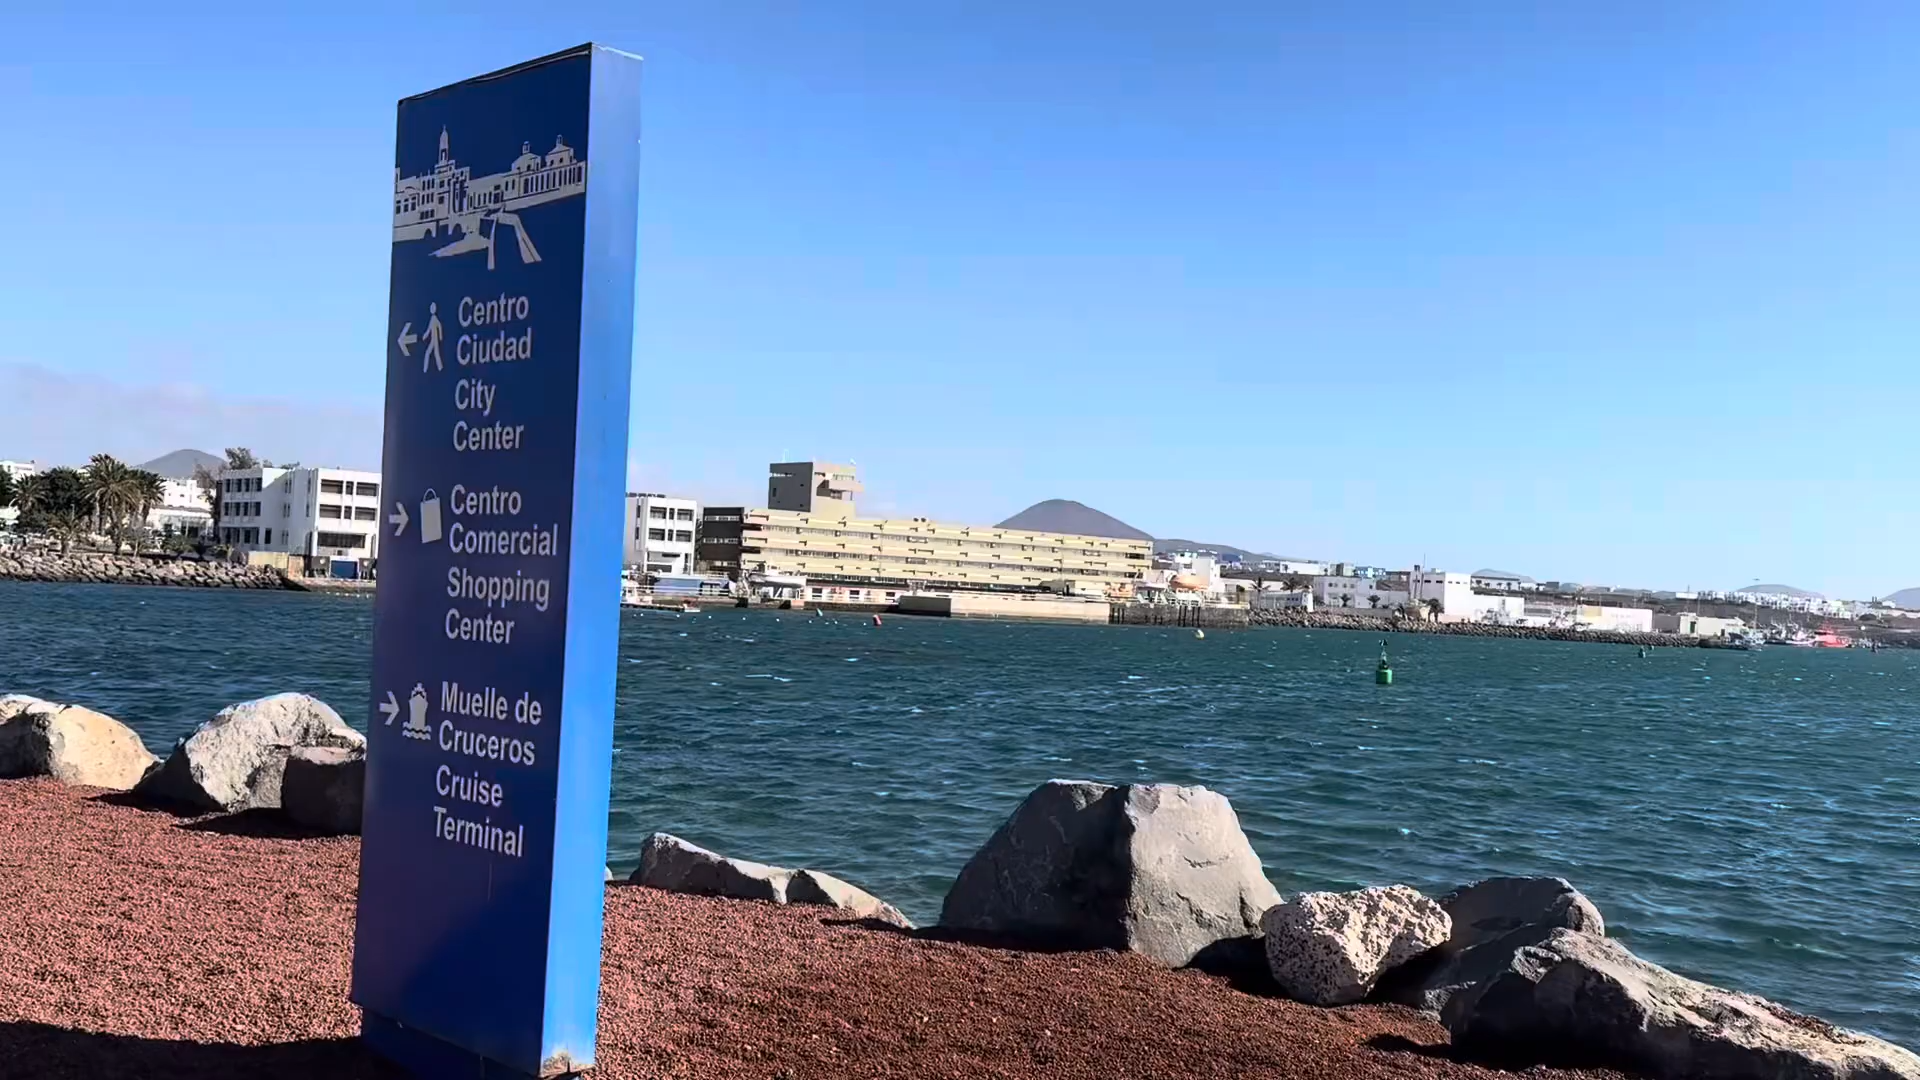 Centro
Ciudad
City
Center
Centro
Comercial
Shopping
Center
Muelle de
Cruceros
Cruise
Terminal